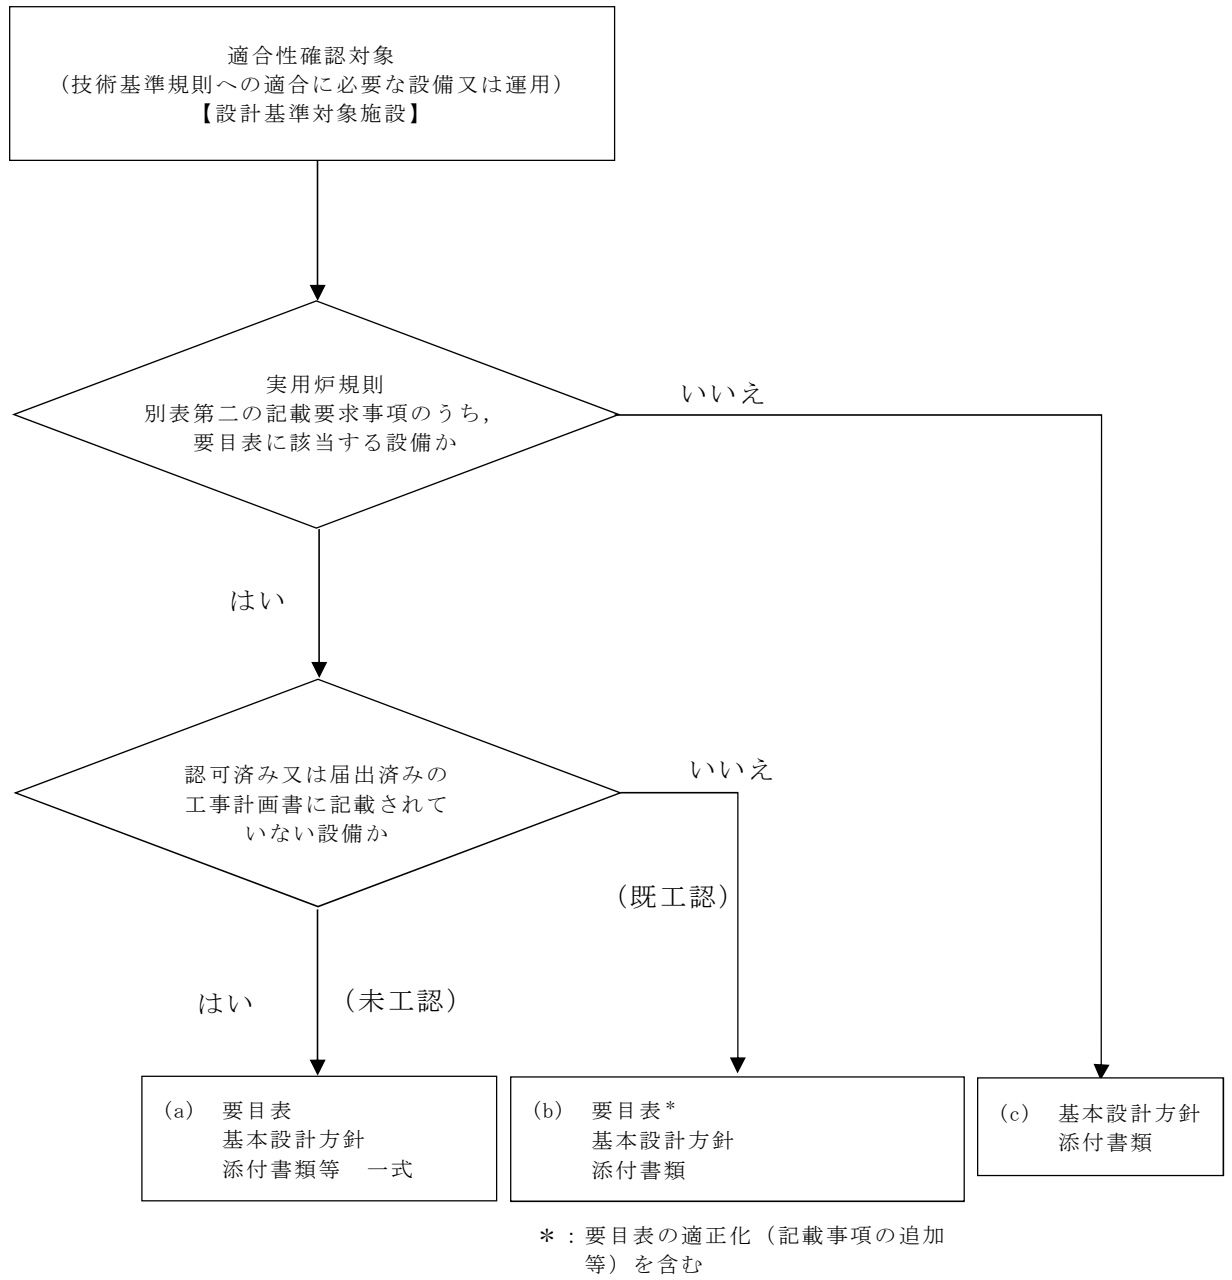 適合性確認対象
(技術基準規則への適合に必要な設備又は運用)
【設計基準対象施設】
実用炉規則
別表第二の記載要求事項のうち,
要目表に該当する設備か
いいえ
はい
認可済み又は届出済みの
工事計画書に記載されて
いない設備か
いいえ
(既工認)
はい (未工認)
(a) 要目表
基本設計方針
添付書類等 一式
(b) 要目表*
基本設計方針
添付書類
(c) 基本設計方針
添付書類
*:要目表の適正化(記載事項の追加
等)を含む